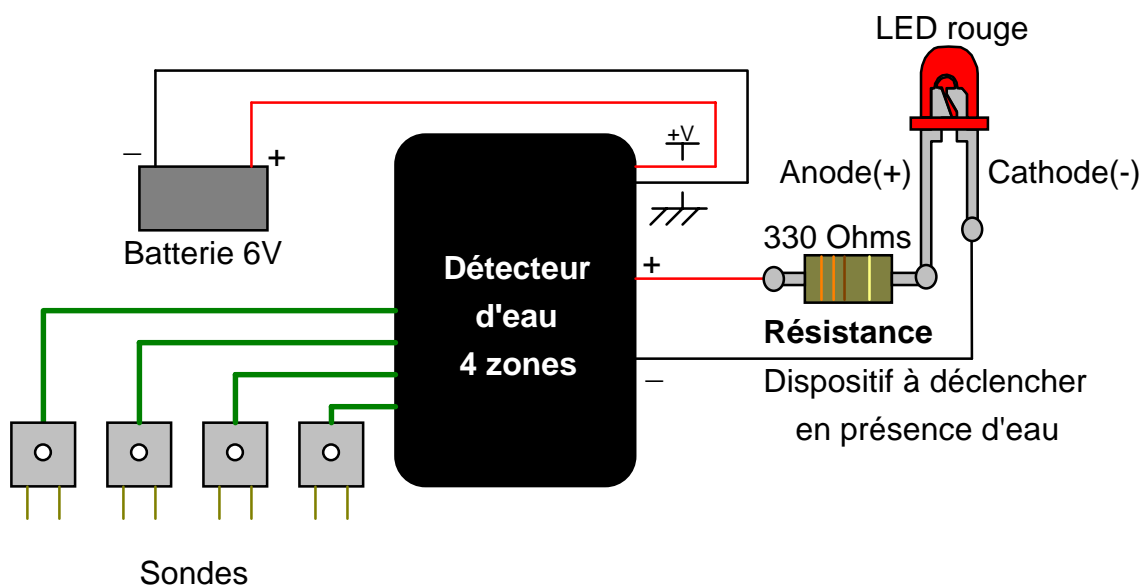 LED rouge
+V
−
+
Anode(+)
Cathode(-)
Batterie 6V
330 Ohms
+
Détecteur
d'eau
4 zones
Résistance
−
Dispositif à déclencher
en présence d'eau
Sondes